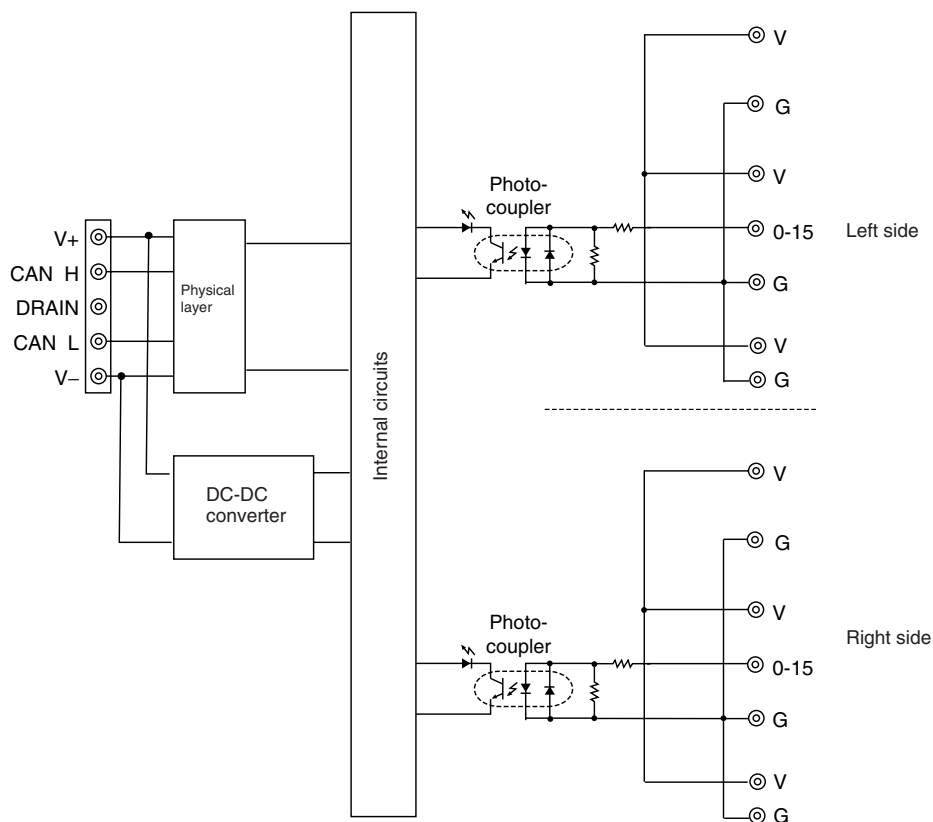 V+
CAN H
DRAIN
CAN L
V–
Physical
layer
DC-DC
converter
Internal circuits
Photo-
coupler
V
G
V
0-15
G
V
G
Left side
Photo-
coupler
V
G
V
0-15
G
V
G
Right side